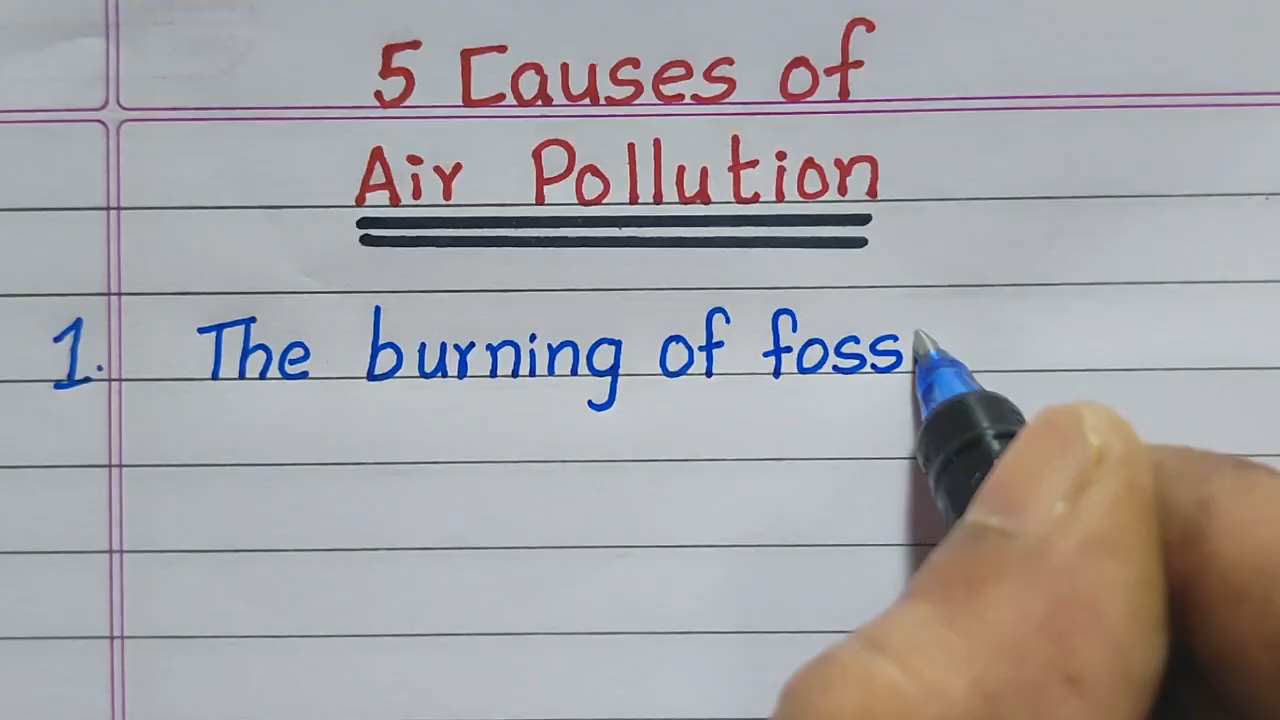 5 Causes of
Air Pollution
1. The burning of foss